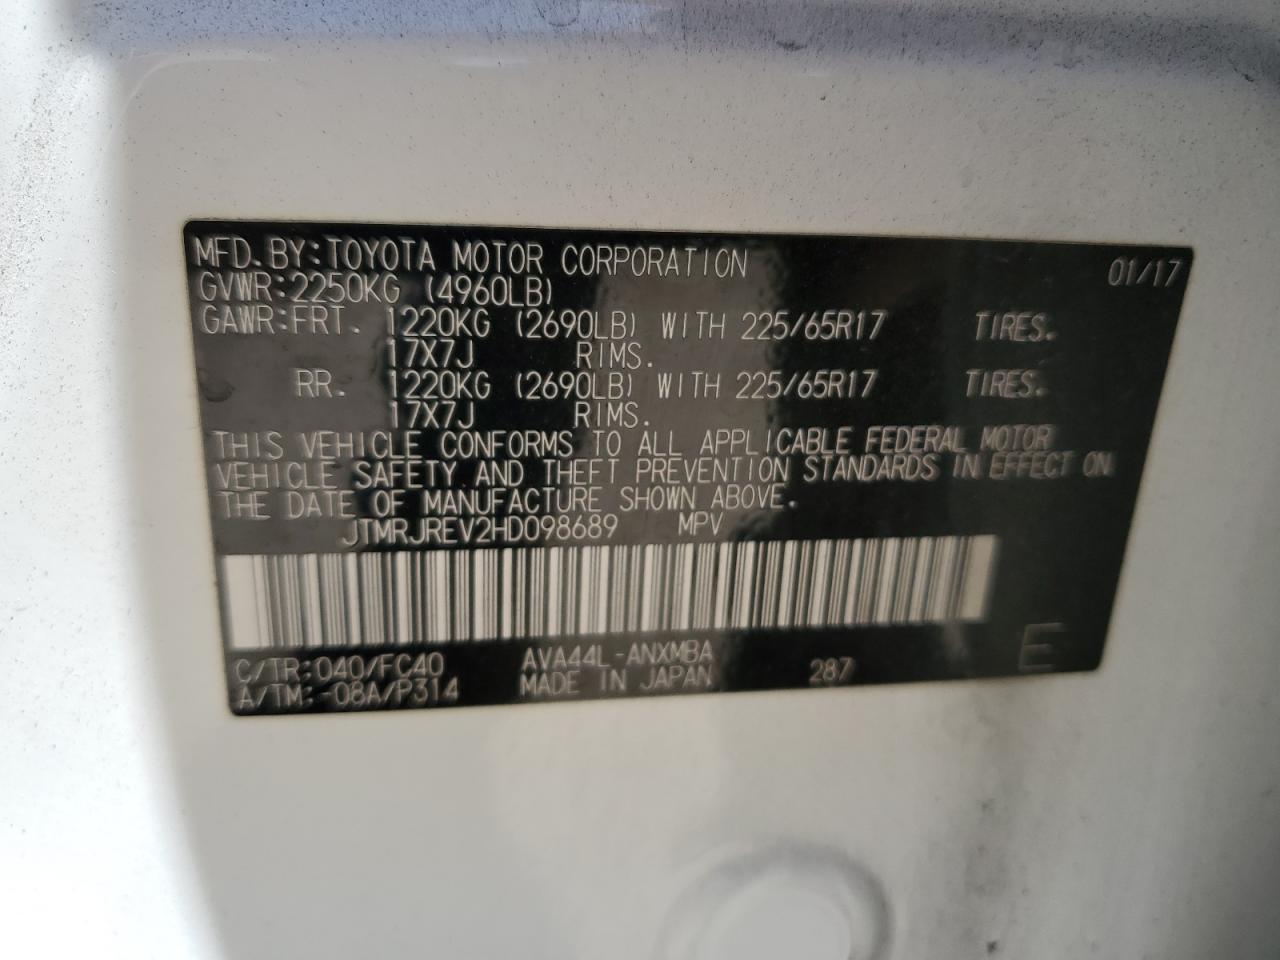 MFD. BY: TOYOTA MOTOR CORPORATION 01/17
GVWR: 2250KG (4960LB)
GAWR: FRT. 1220KG (2690LB) WITH 225/65R17 TIRES.
17X7J RIMS.
RR. 1220KG (2690LB) WITH 225/65R17 TIRES.
17X7J RIMS.
THIS VEHICLE CONFORMS TO ALL APPLICABLE FEDERAL MOTOR
VEHICLE SAFETY AND THEFT PREVENTION STANDARDS IN EFFECT ON
THE DATE OF MANUFACTURE SHOWN ABOVE.
JTMRJREV2HD098689 MPV
C/TR: 040/FC40 AVA44L-ANXMBA 287 E
A/TM: -08A/P314 MADE IN JAPAN